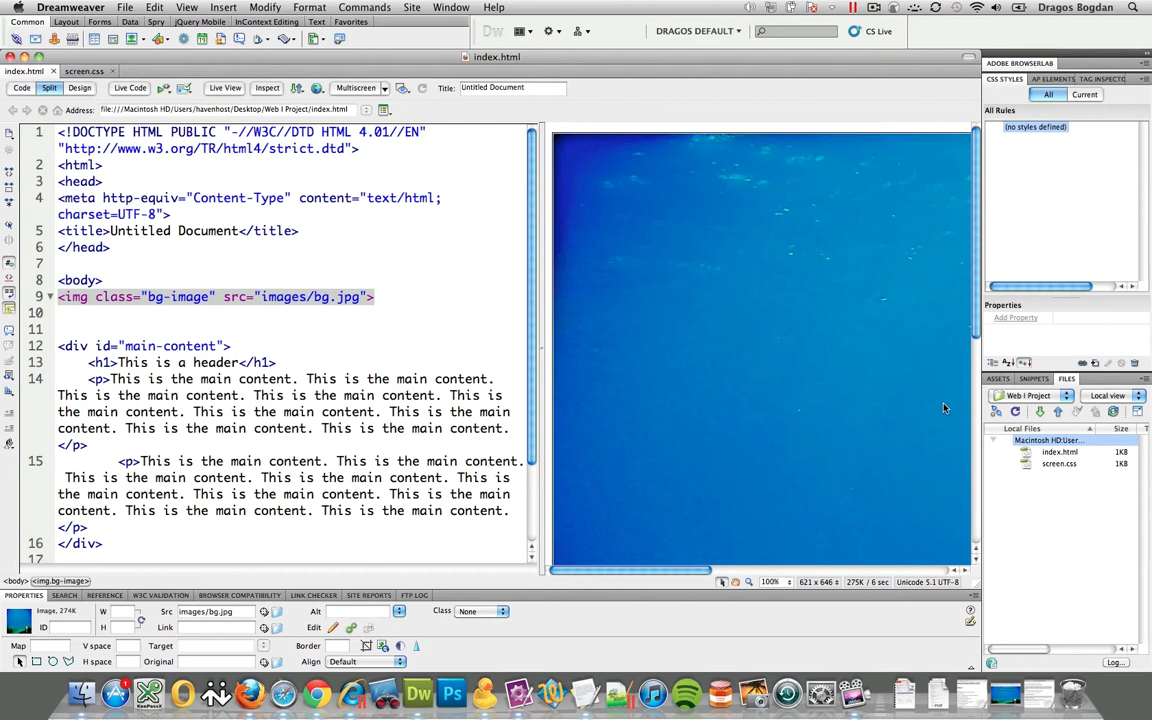 Dreamweaver File Edit View Insert Modify Format Commands Site Window Help Dragos Bogdan
Common Layout Forms Data Spry jQuery Mobile InContext Editing Text Favorites
Dw DRAGOS DEFAULT CS Live
index.html
index.html screen.css
Code Split Design Live Code Live View Inspect Multiscreen Title: Untitled Document
Address: file:///Macintosh HD/Users/havenhost/Desktop/Web I Project/index.html
1 <!DOCTYPE HTML PUBLIC "-//W3C//DTD HTML 4.01//EN"
"http://www.w3.org/TR/html4/strict.dtd">
2 <html>
3 <head>
4 <meta http-equiv="Content-Type" content="text/html;
charset=UTF-8">
5 <title>Untitled Document</title>
6 </head>
7
8 <body>
9 <img class="bg-image" src="images/bg.jpg">
10
11
12 <div id="main-content">
13 <h1>This is a header</h1>
14 <p>This is the main content. This is the main content.
This is the main content. This is the main content. This is
the main content. This is the main content. This is the main
content. This is the main content. This is the main content.
</p>
15 <p>This is the main content. This is the main content.
This is the main content. This is the main content. This is
the main content. This is the main content. This is the main
content. This is the main content. This is the main content.
</p>
16 </div>
17
<body> <img.bg-image> 100% 621 x 646 275K / 6 sec Unicode 5.1 UTF-8
PROPERTIES SEARCH REFERENCE W3C VALIDATION BROWSER COMPATIBILITY LINK CHECKER SITE REPORTS FTP LOG
Image, 274K W Src images/bg.jpg Alt Class None
ID H Link Edit
Map V space Target Border
H space Original Align Default
ADOBE BROWSERLAB
CSS STYLES AP ELEMENTS TAG INSPECTO
All Current
All Rules
(no styles defined)
Properties
Add Property
ASSETS SNIPPETS FILES
Web I Project Local view
Local Files Size
Macintosh HD:User...
index.html 1KB
screen.css 1KB
Log...
Dw Ps